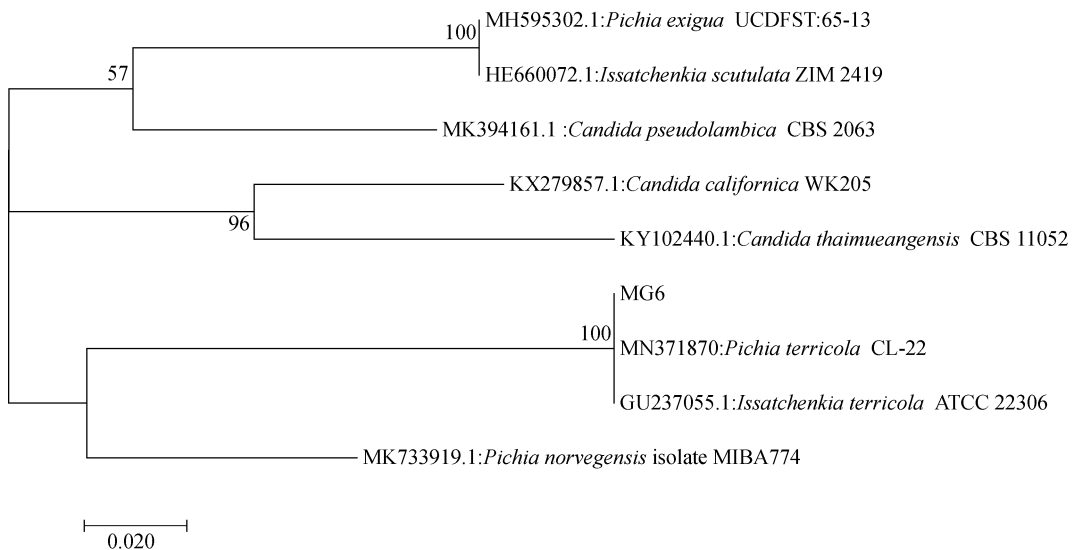 MH595302.1:Pichia exigua UCDFST:65-13
100
HE660072.1:Issatchenkia scutulata ZIM 2419
57
MK394161.1 :Candida pseudolambica CBS 2063
KX279857.1:Candida californica WK205
96
KY102440.1:Candida thaimueangensis CBS 11052
MG6
100
MN371870:Pichia terricola CL-22
GU237055.1:Issatchenkia terricola ATCC 22306
MK733919.1:Pichia norvegensis isolate MIBA774
0.020